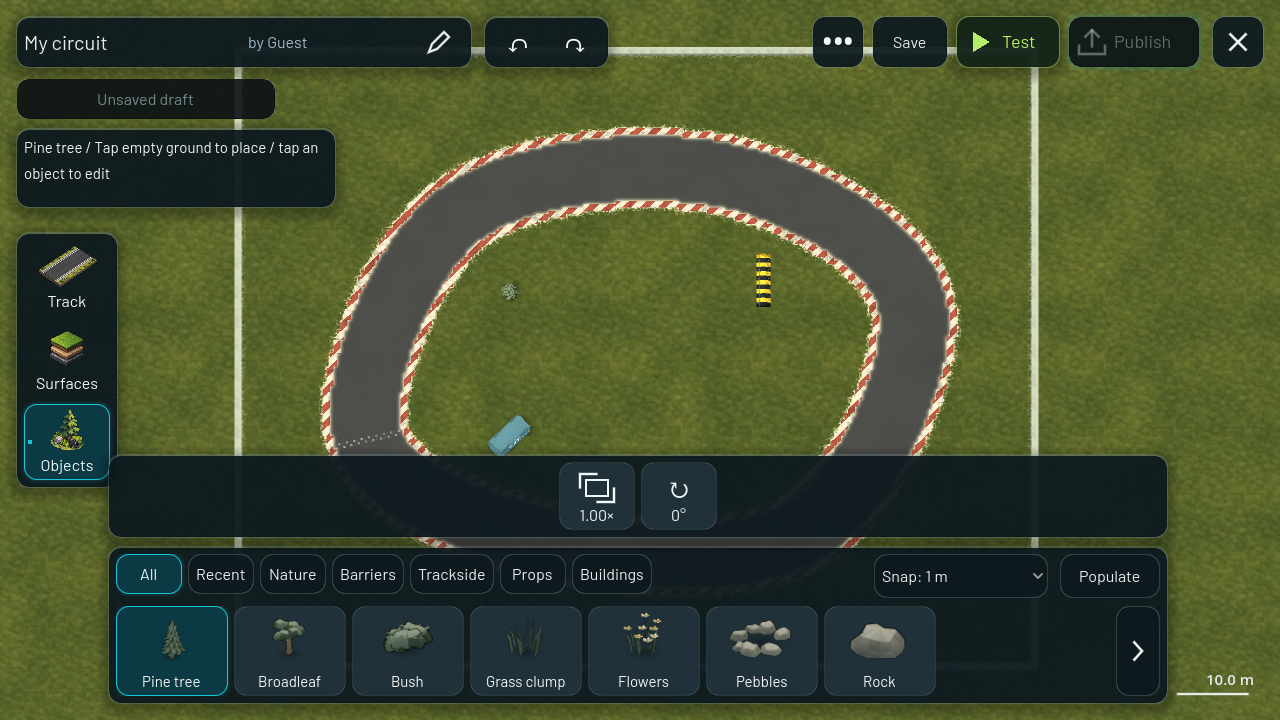 My circuit
by Guest
Save
Test
Publish
Unsaved draft
Pine tree / Tap empty ground to place / tap an
object to edit
Track
Surfaces
Objects
1.00×
0°
All
Recent
Nature
Barriers
Trackside
Props
Buildings
Snap: 1 m
Populate
Pine tree
Broadleaf
Bush
Grass clump
Flowers
Pebbles
Rock
10.0 m